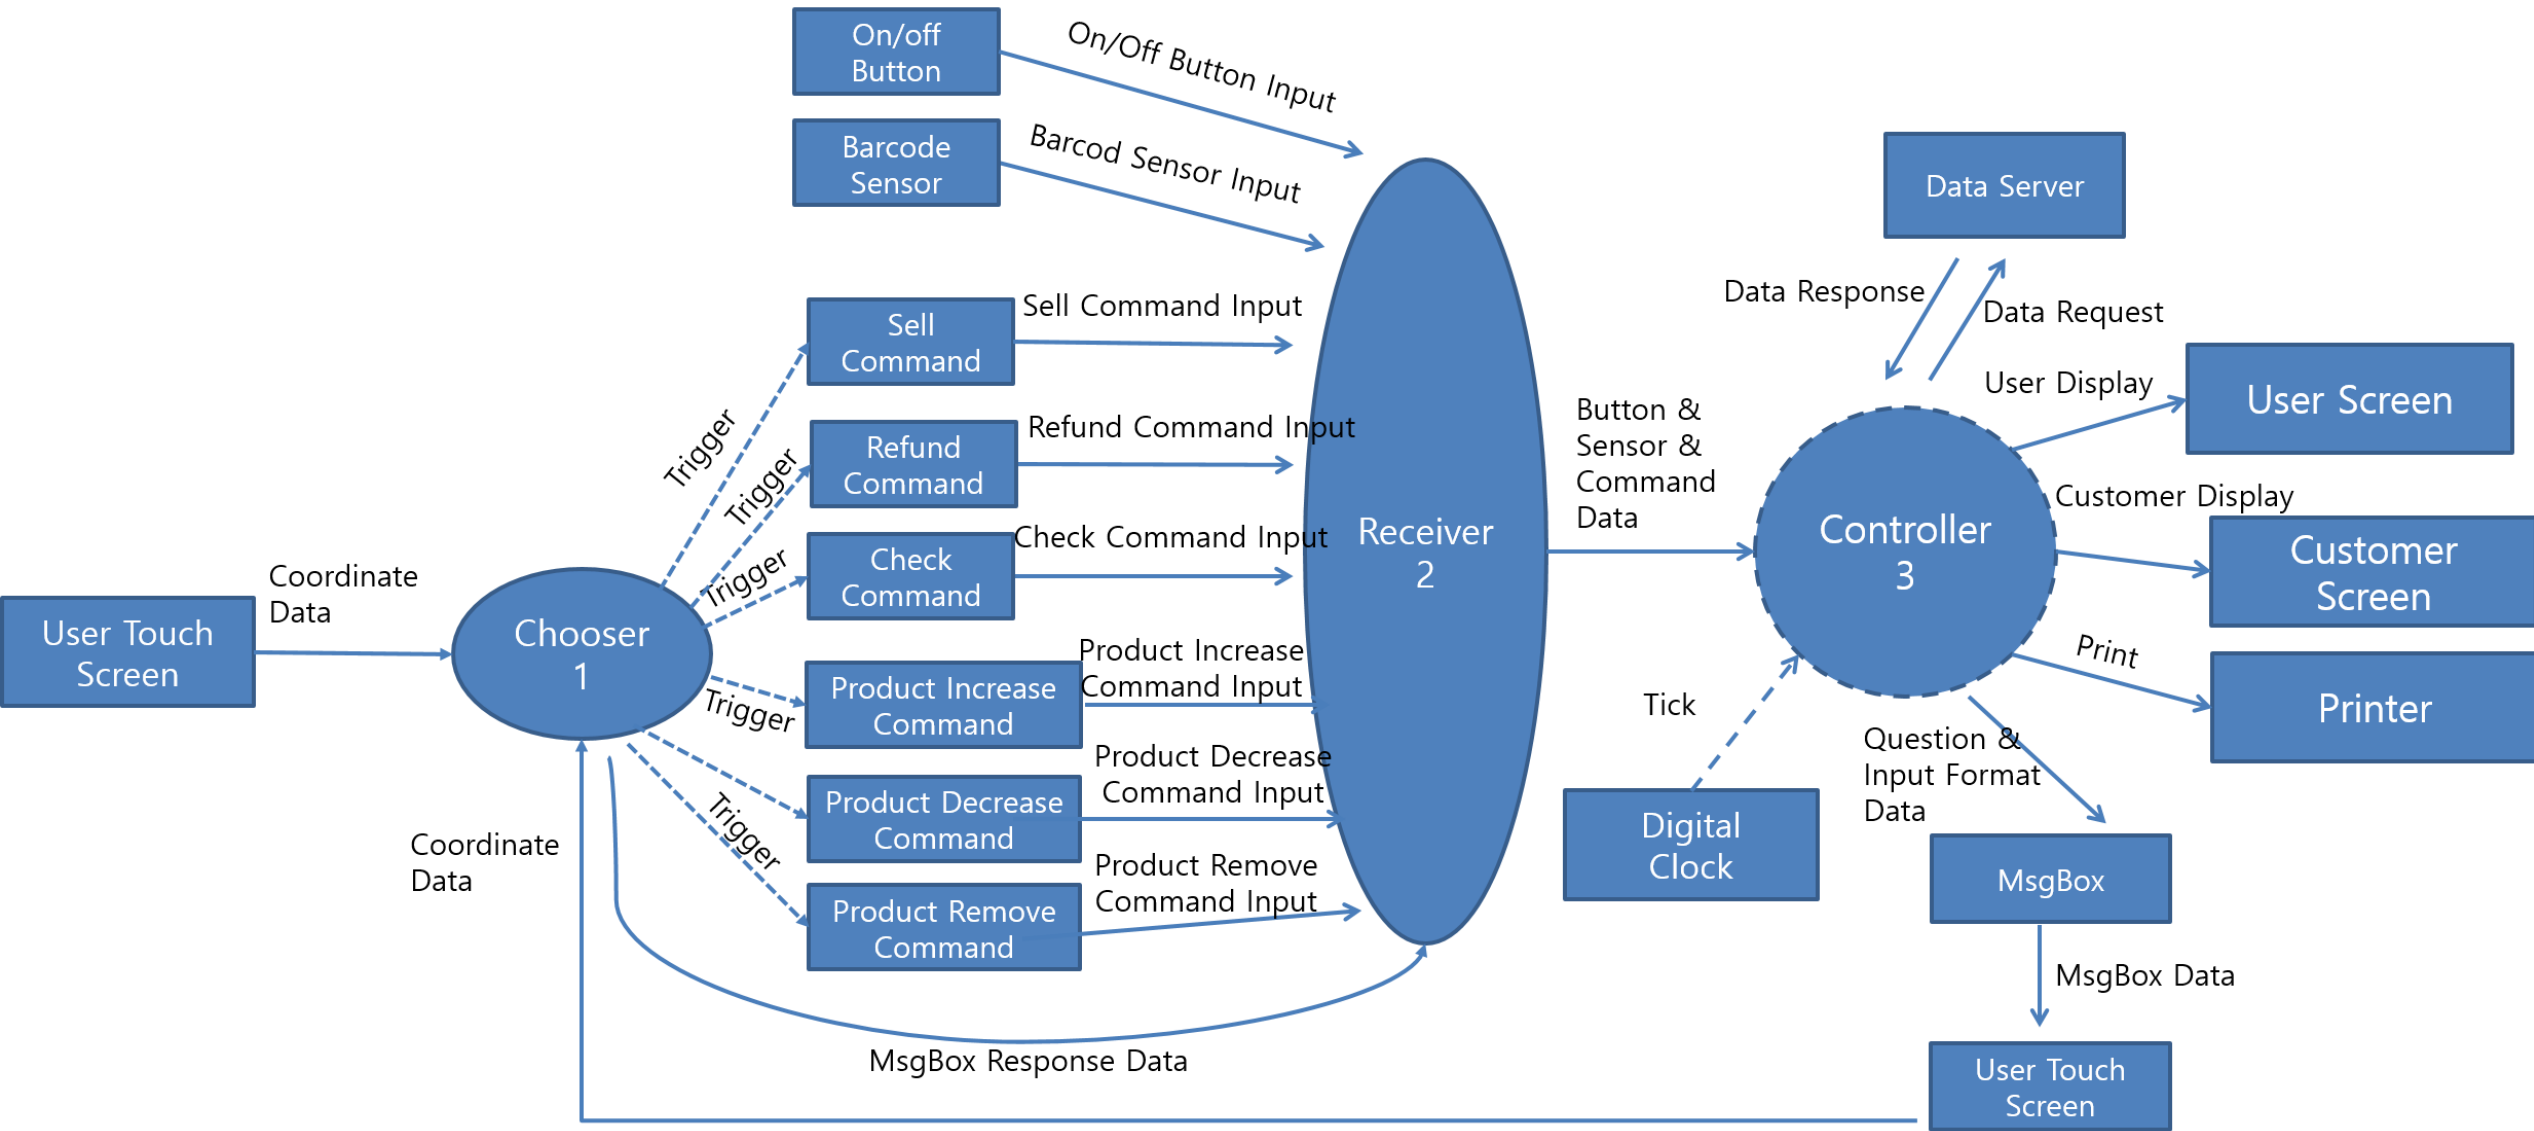 On/off
Button
On/Off Button Input
Barcode
Sensor
Barcod Sensor Input
Data Server
Data Response
Data Request
Sell
Command
Sell Command Input
User Display
User Screen
Trigger
Refund
Command
Refund Command Input
Trigger
Button &
Sensor &
Command
Data
Customer Display
Check
Command
Check Command Input
Trigger
Receiver
2
Controller
3
Customer
Screen
Coordinate
Data
User Touch
Screen
Chooser
1
Product Increase
Command
Product Increase
Command Input
Trigger
Print
Printer
Tick
Question &
Input Format
Data
Product Decrease
Command
Product Decrease
Command Input
Trigger
Digital
Clock
Coordinate
Data
Product Remove
Command
Product Remove
Command Input
MsgBox
MsgBox Data
MsgBox Response Data
User Touch
Screen